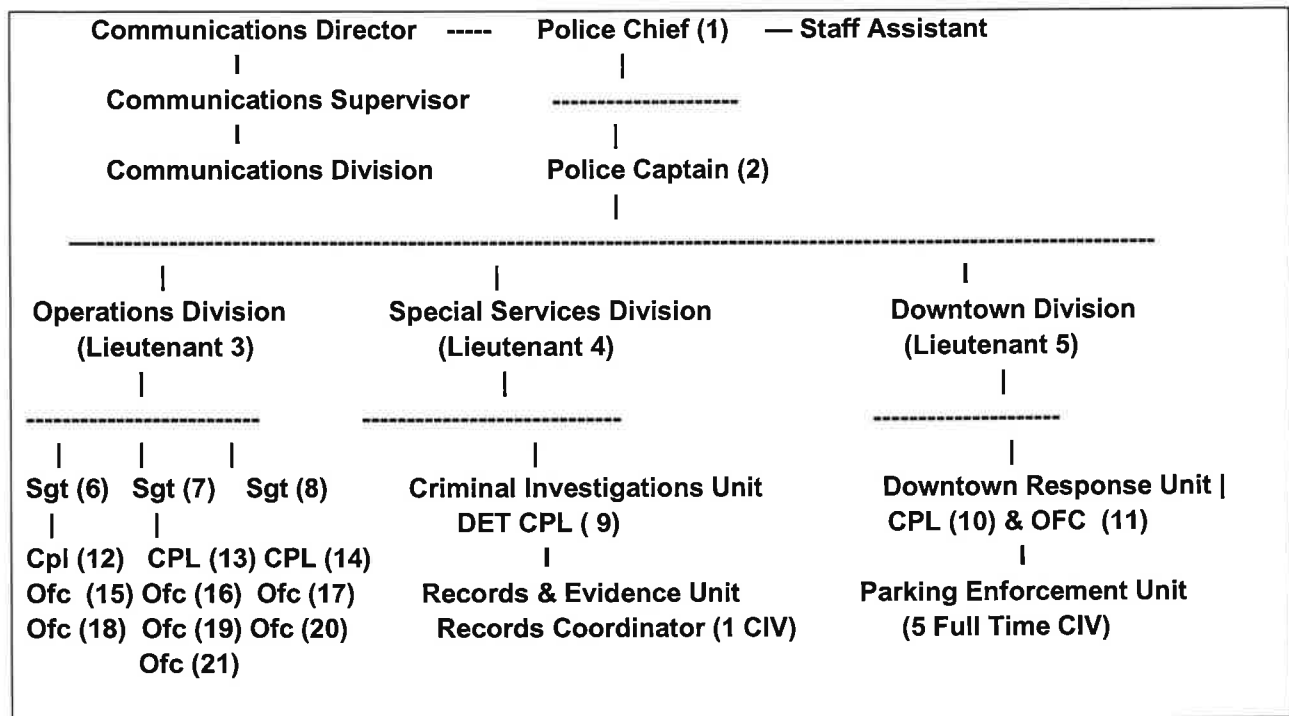 Communications Director ----- Police Chief (1) — Staff Assistant
| |
Communications Supervisor --------------------
| |
Communications Division Police Captain (2)
|
—--------------------------------------------------------------------------------------------------------------------
| | |
Operations Division Special Services Division Downtown Division
(Lieutenant 3) (Lieutenant 4) (Lieutenant 5)
| | |
------------------------- ---------------------------- --------------------
| | | | |
Sgt (6) Sgt (7) Sgt (8) Criminal Investigations Unit Downtown Response Unit |
| | DET CPL ( 9) CPL (10) & OFC (11)
Cpl (12) CPL (13) CPL (14) | |
Ofc (15) Ofc (16) Ofc (17) Records & Evidence Unit Parking Enforcement Unit
Ofc (18) Ofc (19) Ofc (20) Records Coordinator (1 CIV) (5 Full Time CIV)
Ofc (21)